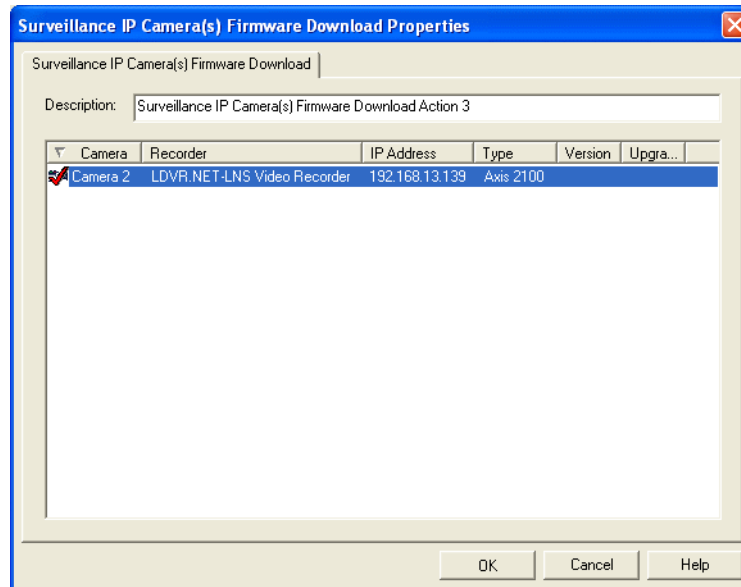 Surveillance IP Camera(s) Firmware Download Properties
Surveillance IP Camera(s) Firmware Download
Description: Surveillance IP Camera(s) Firmware Download Action 3
Camera Recorder IP Address Type Version Upgra...
Camera 2 LDVR.NET-LNS Video Recorder 192.168.13.139 Axis 2100
OK Cancel Help